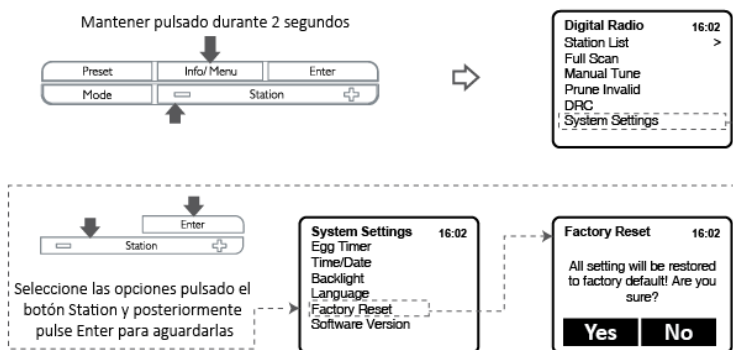 Mantener pulsado durante 2 segundos
Preset
Info/ Menu
Enter
Mode
Station
Digital Radio 16:02
Station List >
Full Scan
Manual Tune
Prune Invalid
DRC
System Settings
Enter
Station
Seleccione las opciones pulsado el
botón Station y posteriormente
pulse Enter para aguardarlas
System Settings 16:02
Egg Timer
Time/Date
Backlight
Language
Factory Reset
Software Version
Factory Reset 16:02
All setting will be restored
to factory default! Are you
sure?
Yes No